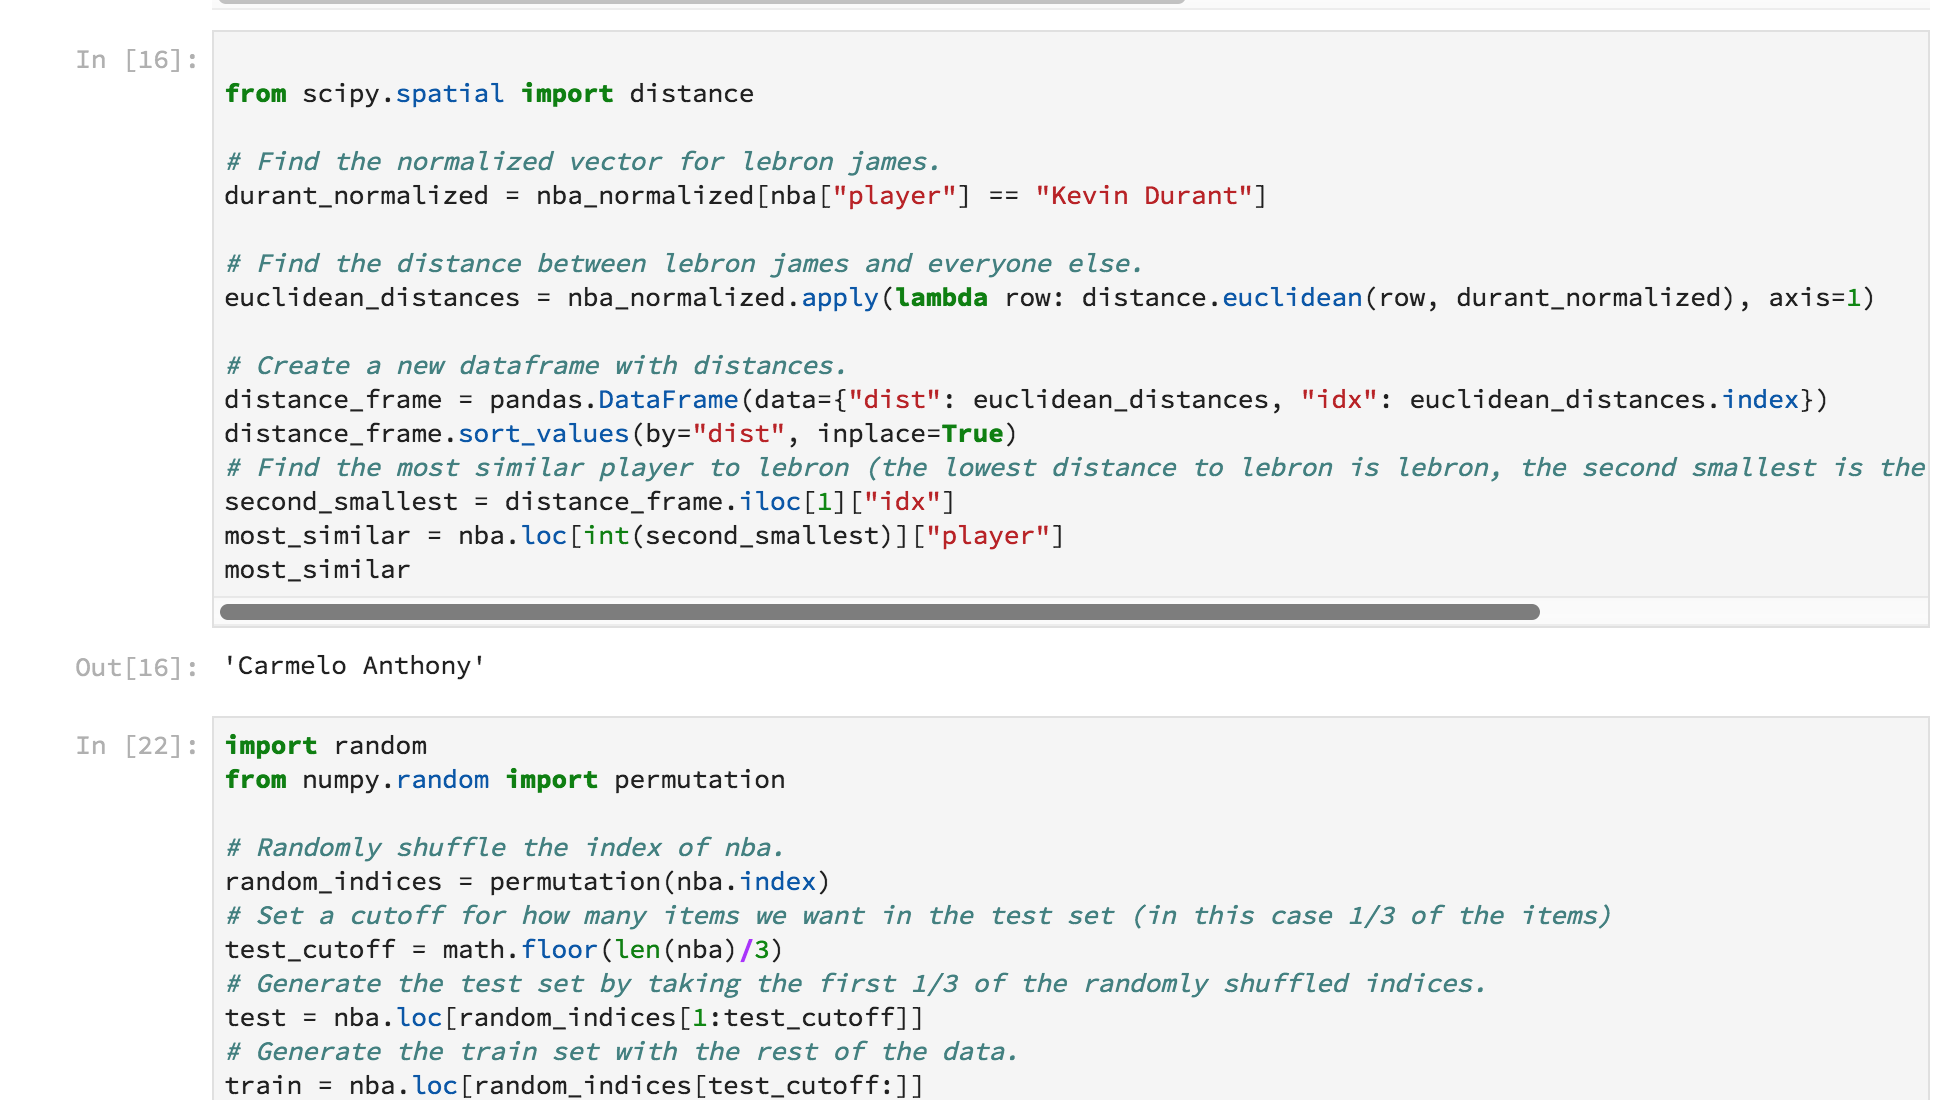 In [16]:
from scipy.spatial import distance
# Find the normalized vector for lebron james.
durant_normalized = nba_normalized[nba["player"] == "Kevin Durant"]
# Find the distance between lebron james and everyone else.
euclidean_distances = nba_normalized.apply(lambda row: distance.euclidean(row, durant_normalized), axis=1)
# Create a new dataframe with distances.
distance_frame = pandas.DataFrame(data={"dist": euclidean_distances, "idx": euclidean_distances.index})
distance_frame.sort_values(by="dist", inplace=True)
# Find the most similar player to lebron (the lowest distance to lebron is lebron, the second smallest is the
second_smallest = distance_frame.iloc[1]["idx"]
most_similar = nba.loc[int(second_smallest)]["player"]
most_similar
Out[16]: 'Carmelo Anthony'
In [22]: import random
from numpy.random import permutation
# Randomly shuffle the index of nba.
random_indices = permutation(nba.index)
# Set a cutoff for how many items we want in the test set (in this case 1/3 of the items)
test_cutoff = math.floor(len(nba)/3)
# Generate the test set by taking the first 1/3 of the randomly shuffled indices.
test = nba.loc[random_indices[1:test_cutoff]]
# Generate the train set with the rest of the data.
train = nba.loc[random_indices[test_cutoff:]]